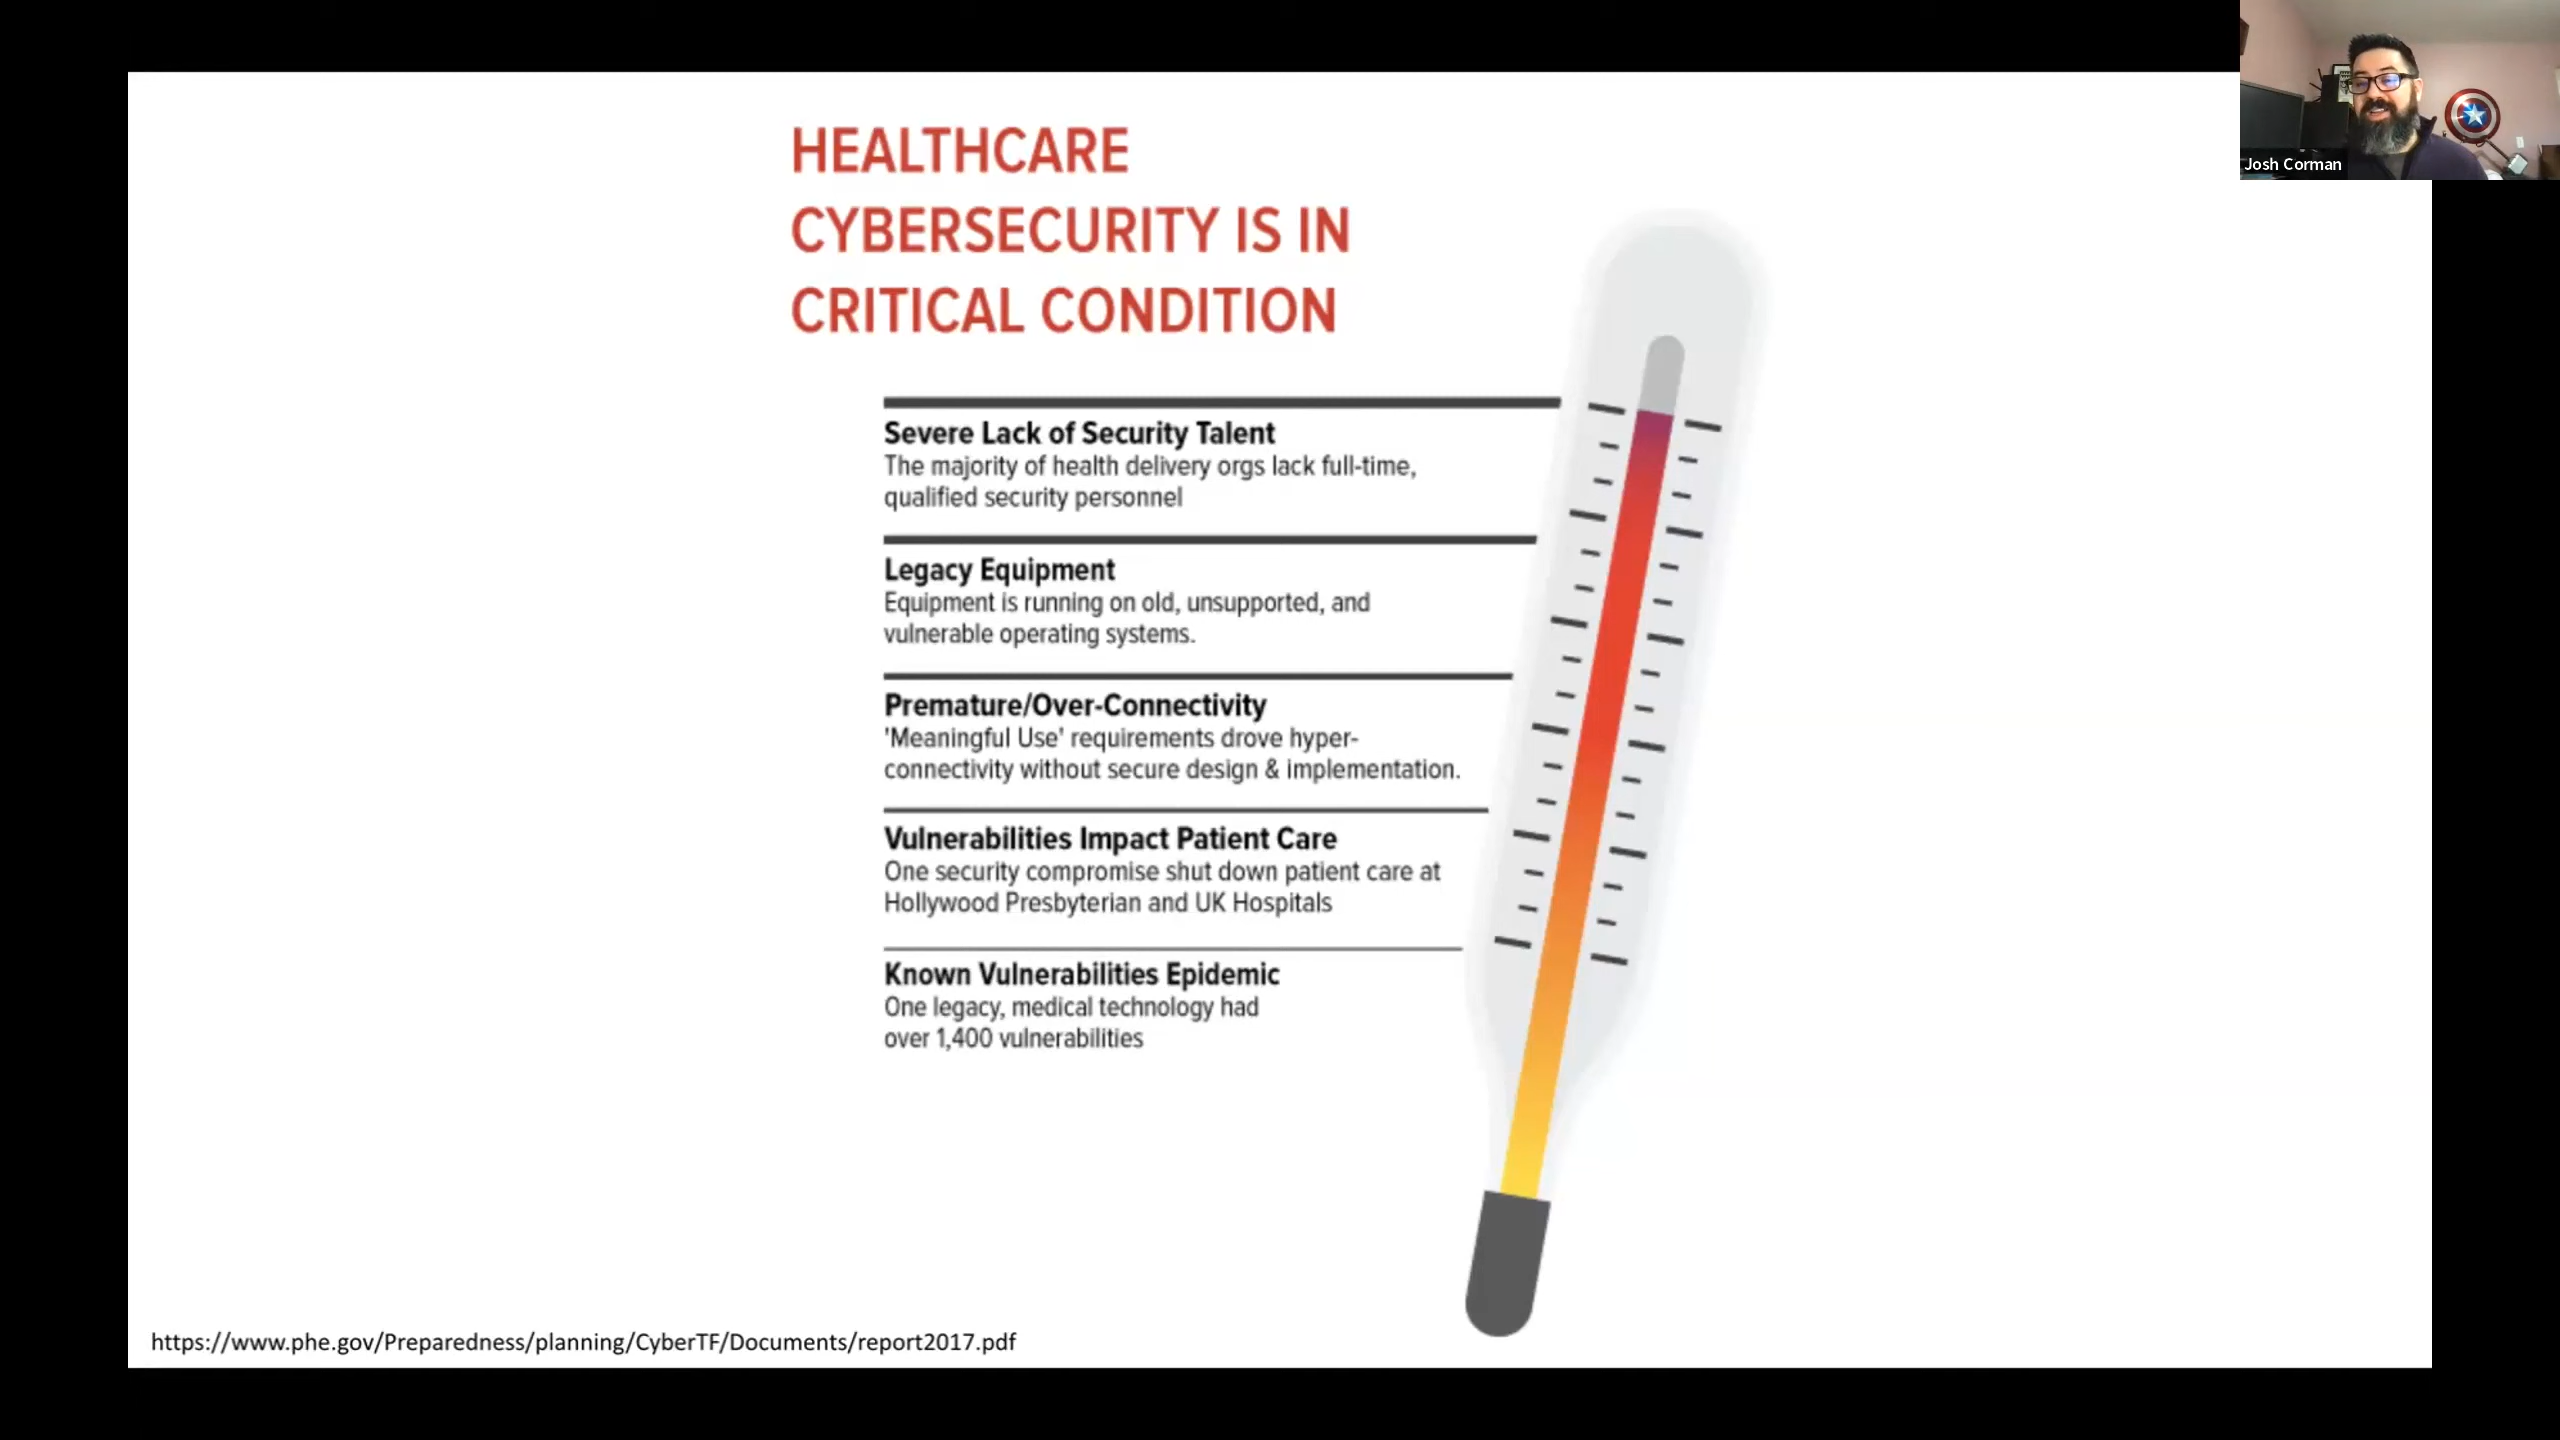 HEALTHCARE
CYBERSECURITY IS IN
CRITICAL CONDITION
Josh Corman
Severe Lack of Security Talent
The majority of health delivery orgs lack full-time,
qualified security personnel
Legacy Equipment
Equipment is running on old, unsupported, and
vulnerable operating systems.
Premature/Over-Connectivity
'Meaningful Use' requirements drove hyper-
connectivity without secure design & implementation.
Vulnerabilities Impact Patient Care
One security compromise shut down patient care at
Hollywood Presbyterian and UK Hospitals
Known Vulnerabilities Epidemic
One legacy, medical technology had
over 1,400 vulnerabilities
https://www.phe.gov/Preparedness/planning/CyberTF/Documents/report2017.pdf